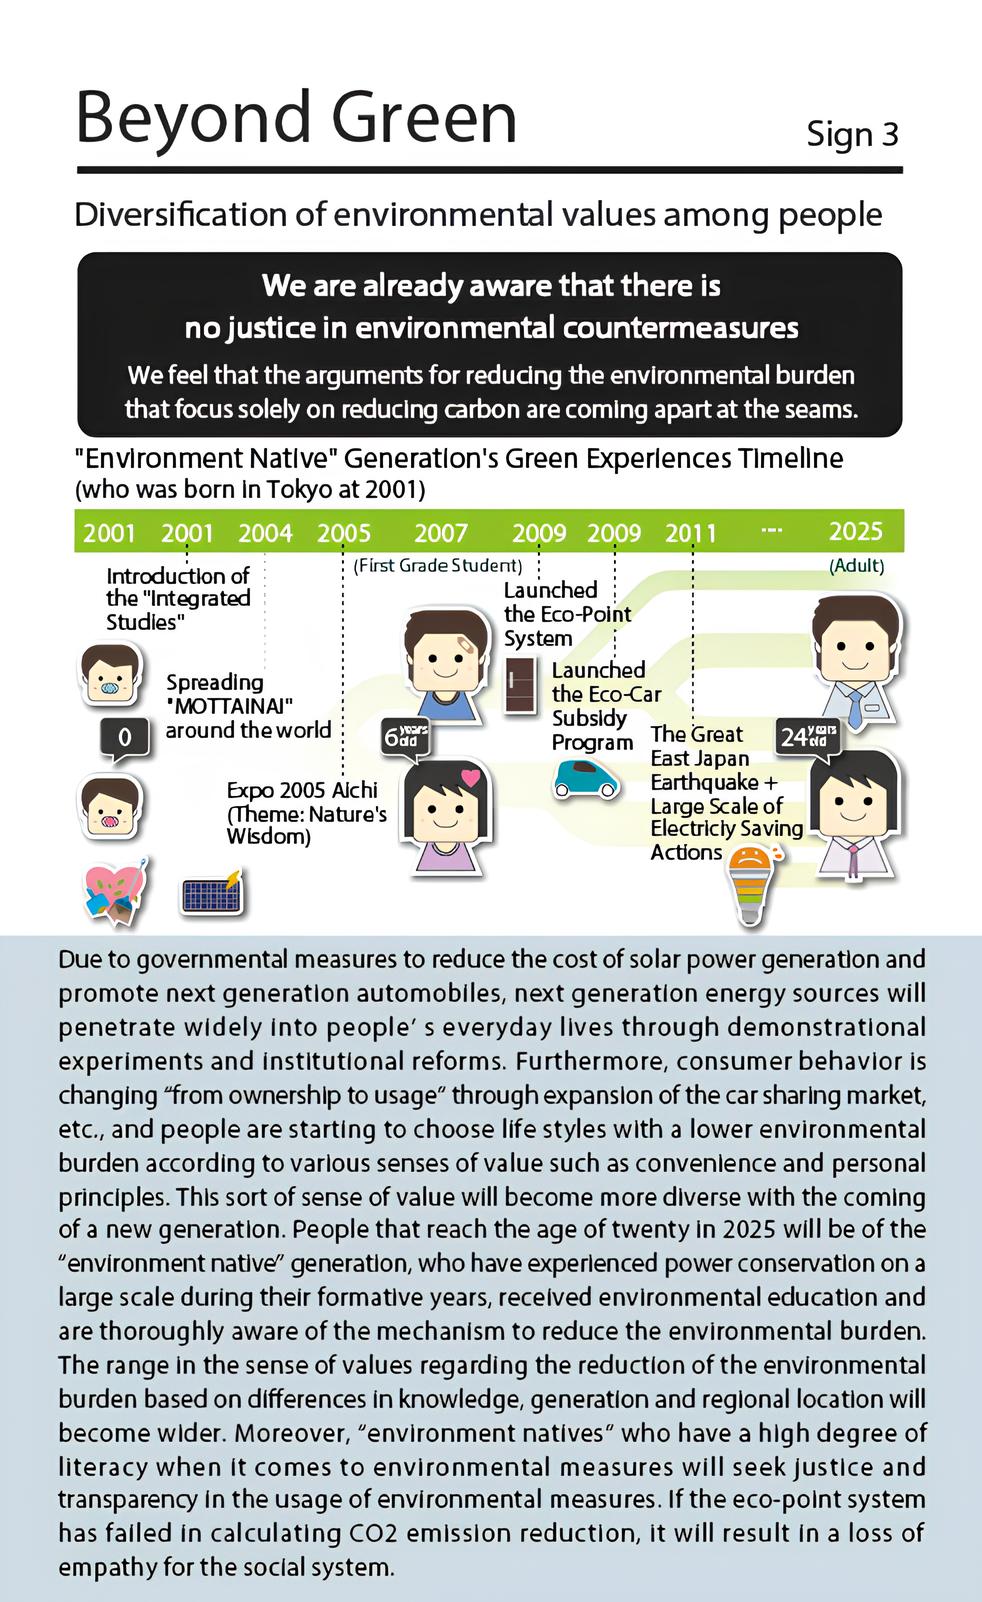 Beyond Green
Sign 3
Diversification of environmental values among people
We are already aware that there is
no justice in environmental countermeasures
We feel that the arguments for reducing the environmental burden
that focus solely on reducing carbon are coming apart at the seams.
"Environment Native" Generation's Green Experiences Timeline
(who was born in Tokyo at 2001)
2001 2001 2004 2005 2007 2009 2009 2011 ---- 2025
(First Grade Student)
(Adult)
Introduction of
the "Integrated
Studies"
Spreading
"MOTTAINAI"
around the world
Expo 2005 Aichi
(Theme: Nature's
Wisdom)
Launched
the Eco-Point
System
Launched
the Eco-Car
Subsidy
Program
The Great
East Japan
Earthquake +
Large Scale of
Electricly Saving
Actions
0
6 years old
24 years old
Due to governmental measures to reduce the cost of solar power generation and
promote next generation automobiles, next generation energy sources will
penetrate widely into people' s everyday lives through demonstrational
experiments and institutional reforms. Furthermore, consumer behavior is
changing "from ownership to usage" through expansion of the car sharing market,
etc., and people are starting to choose life styles with a lower environmental
burden according to various senses of value such as convenience and personal
principles. This sort of sense of value will become more diverse with the coming
of a new generation. People that reach the age of twenty in 2025 will be of the
"environment native" generation, who have experienced power conservation on a
large scale during their formative years, received environmental education and
are thoroughly aware of the mechanism to reduce the environmental burden.
The range in the sense of values regarding the reduction of the environmental
burden based on differences in knowledge, generation and regional location will
become wider. Moreover, "environment natives" who have a high degree of
literacy when it comes to environmental measures will seek justice and
transparency in the usage of environmental measures. If the eco-point system
has failed in calculating CO2 emission reduction, it will result in a loss of
empathy for the social system.